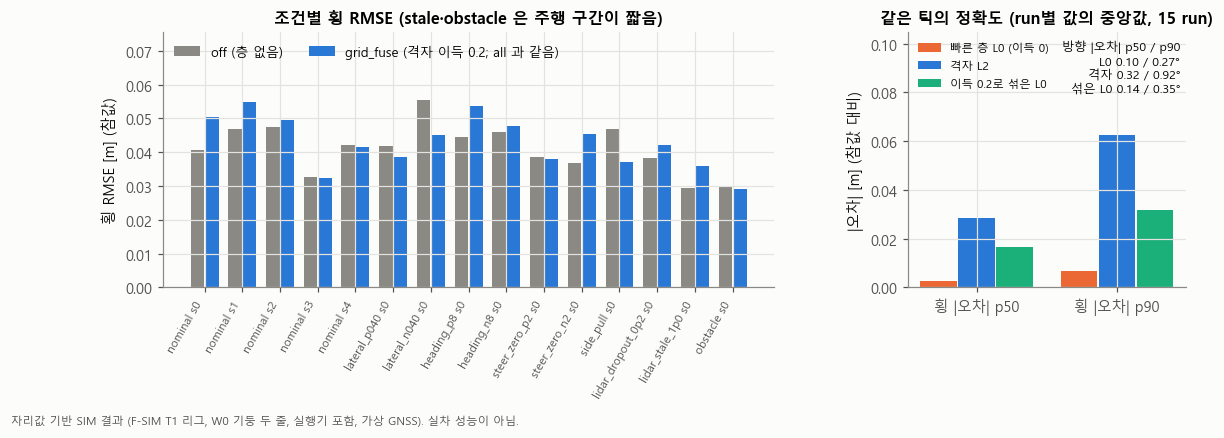 조건별 횡 RMSE (stale·obstacle 은 주행 구간이 짧음)
off (층 없음)
grid_fuse (격자 이득 0.2; all 과 같음)
횡 RMSE [m] (참값)
0.07
0.06
0.05
0.04
0.03
0.02
0.01
0.00
nominal s0
nominal s1
nominal s2
nominal s3
nominal s4
lateral_p040 s0
lateral_n040 s0
heading_p8 s0
heading_n8 s0
steer_zero_p2 s0
steer_zero_n2 s0
side_pull s0
lidar_dropout_0p2 s0
lidar_stale_1p0 s0
obstacle s0
같은 틱의 정확도 (run별 값의 중앙값, 15 run)
빠른 층 L0 (이득 0)
격자 L2
이득 0.2로 섞은 L0
방향 |오차| p50 / p90
L0 0.10 / 0.27°
격자 0.32 / 0.92°
섞은 L0 0.14 / 0.35°
|오차| [m] (참값 대비)
0.10
0.08
0.06
0.04
0.02
0.00
횡 |오차| p50
횡 |오차| p90
자리값 기반 SIM 결과 (F-SIM T1 리그, W0 기둥 두 줄, 실행기 포함, 가상 GNSS). 실차 성능이 아님.